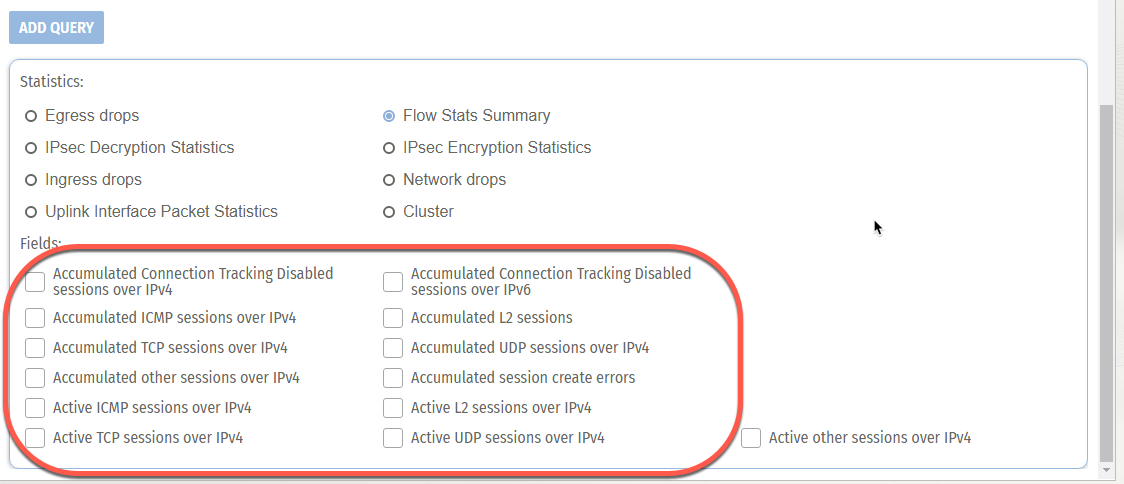 ADD QUERY
Statistics:
Egress drops
Flow Stats Summary
IPsec Decryption Statistics
IPsec Encryption Statistics
Ingress drops
Network drops
Uplink Interface Packet Statistics
Cluster
Fields:
Accumulated Connection Tracking Disabled
sessions over IPv4
Accumulated Connection Tracking Disabled
sessions over IPv6
Accumulated ICMP sessions over IPv4
Accumulated L2 sessions
Accumulated TCP sessions over IPv4
Accumulated UDP sessions over IPv4
Accumulated other sessions over IPv4
Accumulated session create errors
Active ICMP sessions over IPv4
Active L2 sessions over IPv4
Active TCP sessions over IPv4
Active UDP sessions over IPv4
Active other sessions over IPv4